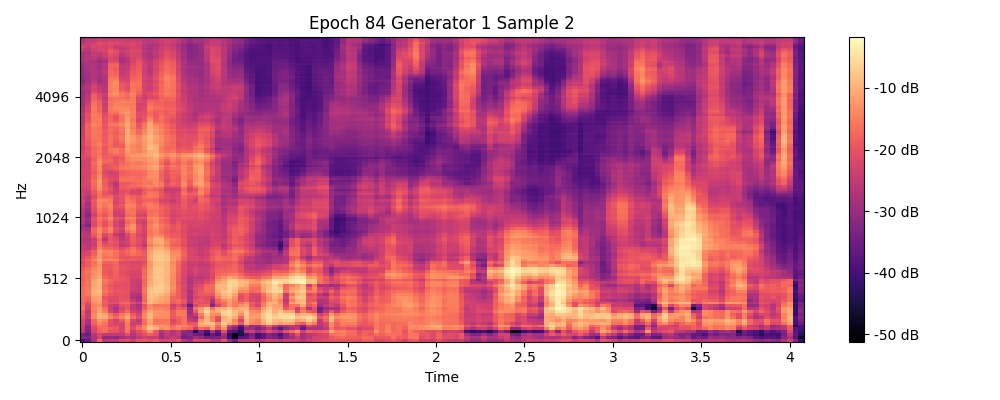 Epoch 84 Generator 1 Sample 2
Hz
4096
2048
1024
512
0
0 0.5 1 1.5 2 2.5 3 3.5 4
Time
-10 dB
-20 dB
-30 dB
-40 dB
-50 dB